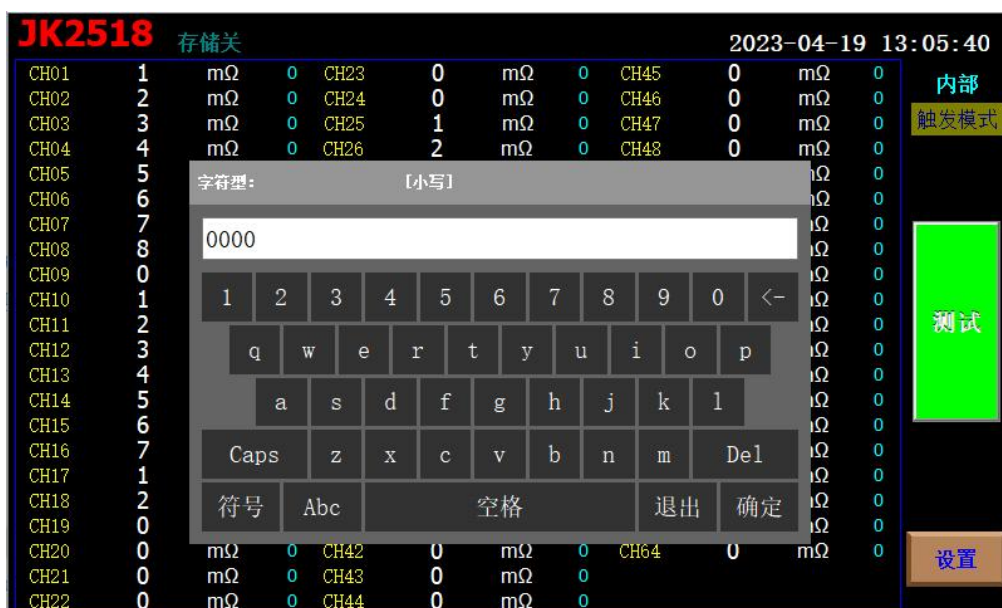 JK2518 存储关 2023-04-19 13:05:40
CH01 1 mΩ 0 CH23 0 mΩ 0 CH45 0 mΩ 0
CH02 2 mΩ 0 CH24 0 mΩ 0 CH46 0 mΩ 0
CH03 3 mΩ 0 CH25 1 mΩ 0 CH47 0 mΩ 0
CH04 4 mΩ 0 CH26 2 mΩ 0 CH48 0 mΩ 0
CH05 5 Ω 0
CH06 6 Ω 0
CH07 7 Ω 0
CH08 8 Ω 0
CH09 0 Ω 0
CH10 1 Ω 0
CH11 2 Ω 0
CH12 3 Ω 0
CH13 4 Ω 0
CH14 5 Ω 0
CH15 6 Ω 0
CH16 7 Ω 0
CH17 1 Ω 0
CH18 2 Ω 0
CH19 0 Ω 0
CH20 0 mΩ 0 CH42 0 mΩ 0 CH64 0 mΩ 0
CH21 0 mΩ 0 CH43 0 mΩ 0
CH22 0 mΩ 0 CH44 0 mΩ 0
字符型: [小写]
0000
1 2 3 4 5 6 7 8 9 0 <-
q w e r t y u i o p
a s d f g h j k l
Caps z x c v b n m Del
符号 Abc 空格 退出 确定
内部
触发模式
测试
设置